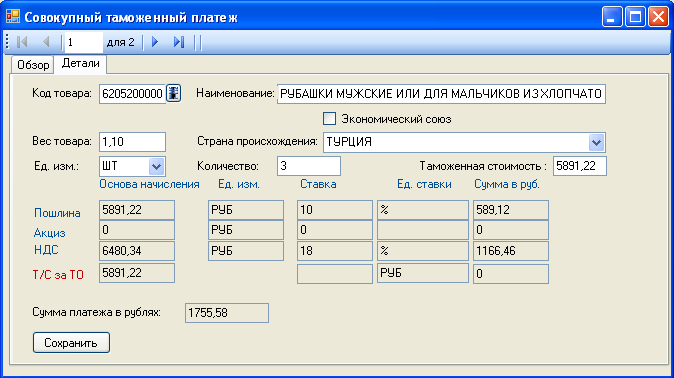 Совокупный таможенный платеж
1 для 2
Обзор Детали
Код товара: 6205200000 Наименование: РУБАШКИ МУЖСКИЕ ИЛИ ДЛЯ МАЛЬЧИКОВ ИЗ ХЛОПЧАТО
Экономический союз
Вес товара: 1,10 Страна происхождения: ТУРЦИЯ
Ед. изм.: ШТ Количество: 3 Таможенная стоимость : 5891,22
Основа начисления Ед. изм. Ставка Ед. ставки Сумма в руб.
Пошлина 5891,22 РУБ 10 % 589,12
Акциз 0 РУБ 0 0
НДС 6480,34 РУБ 18 % 1166,46
Т/С за ТО 5891,22 РУБ 0
Сумма платежа в рублях: 1755,58
Сохранить